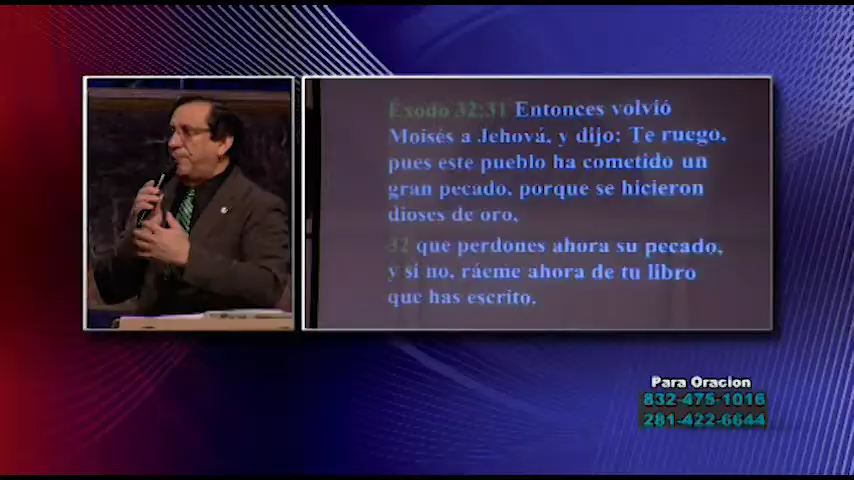 Éxodo 32:31 Entonces volvió
Moisés a Jehová, y dijo: Te ruego,
pues este pueblo ha cometido un
gran pecado, porque se hicieron
dioses de oro,
32 que perdones ahora su pecado,
y si no, ráeme ahora de tu libro
que has escrito.
Para Oracion
832-475-1016
281-422-6644